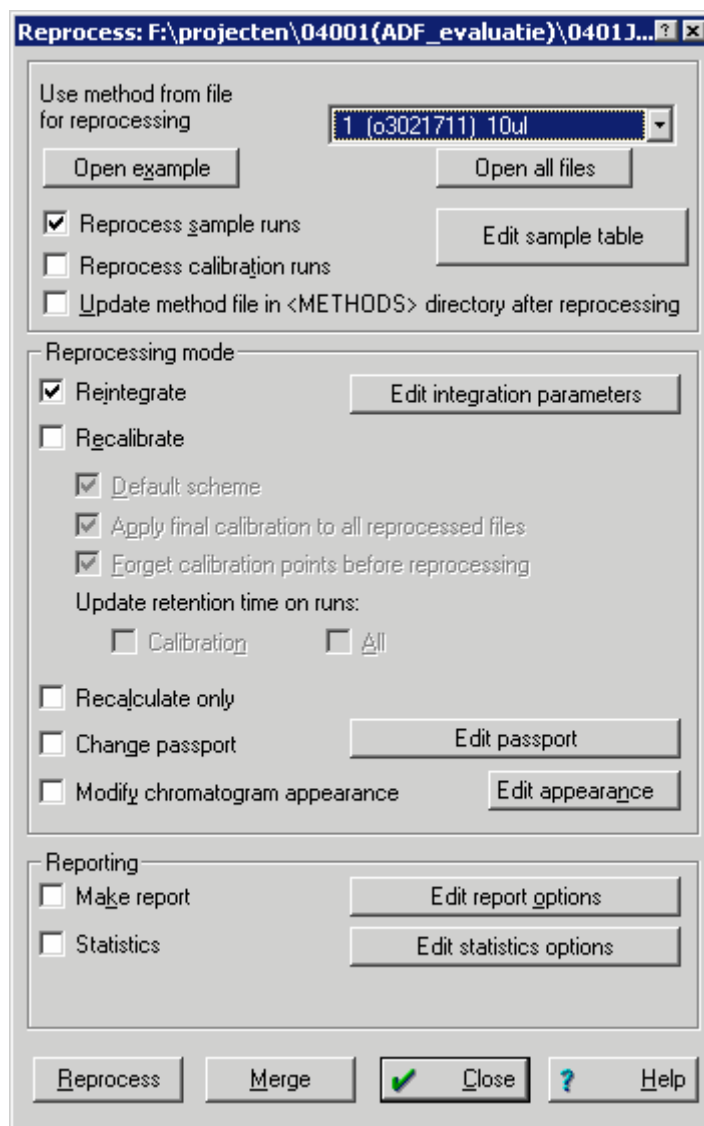 Reprocess: F:\projecten\04001(ADF_evaluatie)\0401J...
Use method from file
for reprocessing
1 (o3021711) 10ul
Open example
Open all files
Reprocess sample runs
Edit sample table
Reprocess calibration runs
Update method file in <METHODS> directory after reprocessing
Reprocessing mode
Reintegrate
Edit integration parameters
Recalibrate
Default scheme
Apply final calibration to all reprocessed files
Forget calibration points before reprocessing
Update retention time on runs:
Calibration
All
Recalculate only
Change passport
Edit passport
Modify chromatogram appearance
Edit appearance
Reporting
Make report
Edit report options
Statistics
Edit statistics options
Reprocess
Merge
Close
? Help